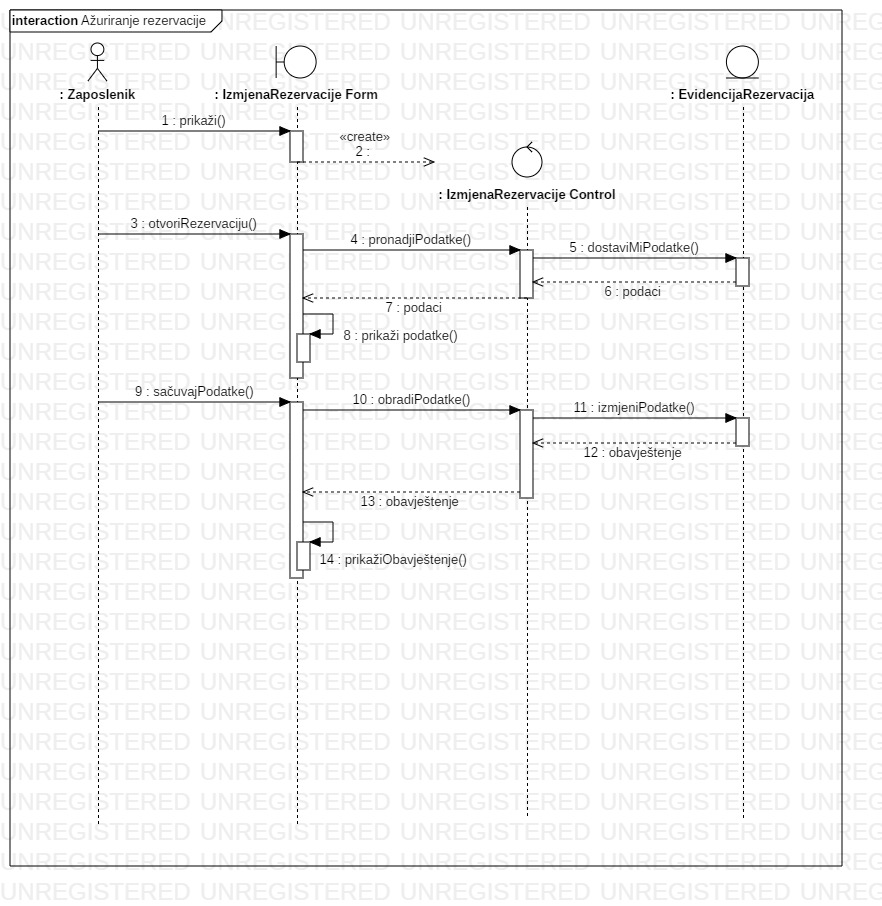 interaction Ažuriranje rezervacije
: Zaposlenik
: IzmjenaRezervacije Form
: EvidencijaRezervacija
1 : prikaži()
«create»
2 :
: IzmjenaRezervacije Control
3 : otvoriRezervaciju()
4 : pronadjiPodatke()
5 : dostaviMiPodatke()
6 : podaci
7 : podaci
8 : prikaži podatke()
9 : sačuvajPodatke()
10 : obradiPodatke()
11 : izmjeniPodatke()
12 : obavještenje
13 : obavještenje
14 : prikažiObavještenje()
UNREGISTERED